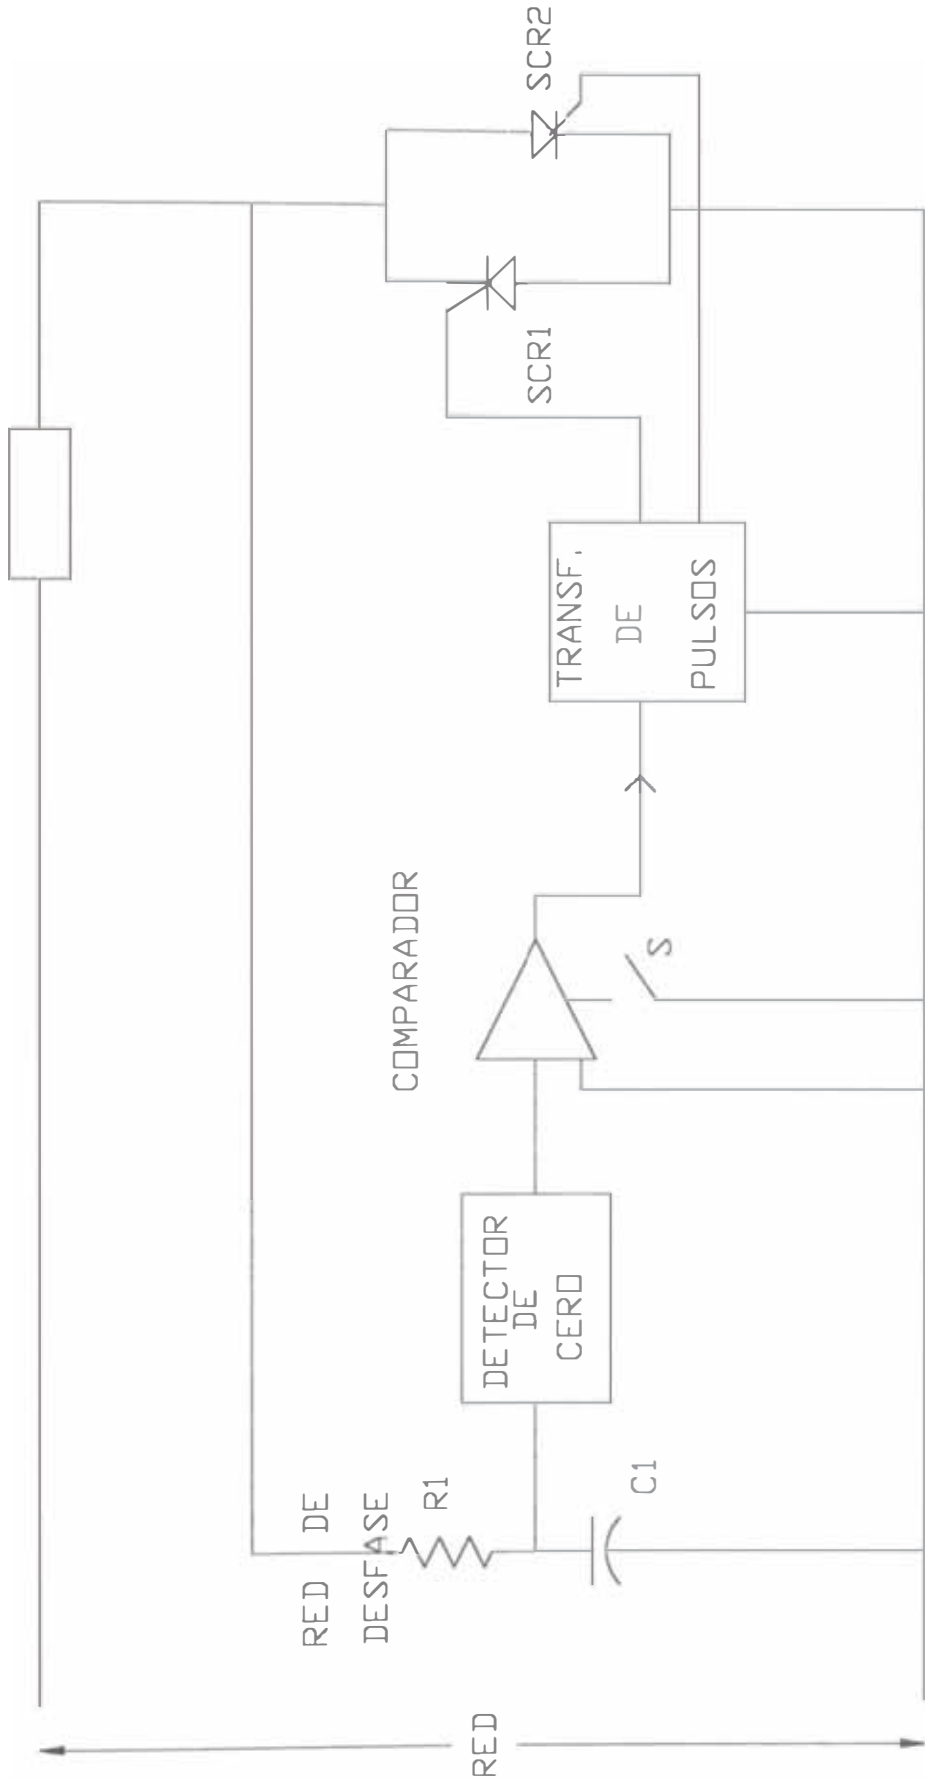 RED
RED DE
DESFASE
R1
C1
DETECTOR
DE
CERO
COMPARADOR
S
TRANSF.
DE
PULSOS
SCR1
SCR2